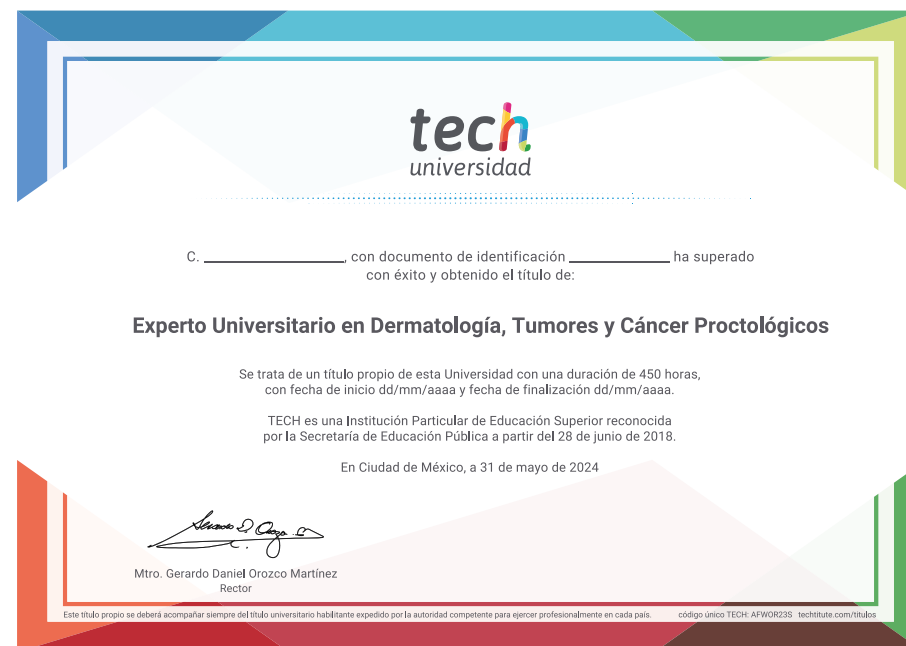 tech
universidad
C. ____________________, con documento de identificación ______________ ha superado
con éxito y obtenido el título de:
Experto Universitario en Dermatología, Tumores y Cáncer Proctológicos
Se trata de un título propio de esta Universidad con una duración de 450 horas,
con fecha de inicio dd/mm/aaaa y fecha de finalización dd/mm/aaaa.
TECH es una Institución Particular de Educación Superior reconocida
por la Secretaría de Educación Pública a partir del 28 de junio de 2018.
En Ciudad de México, a 31 de mayo de 2024
Mtro. Gerardo Daniel Orozco Martínez
Rector
Este título propio se deberá acompañar siempre del título universitario habilitante expedido por la autoridad competente para ejercer profesionalmente en cada país. código único TECH: AFWOR23S techtitute.com/titulos